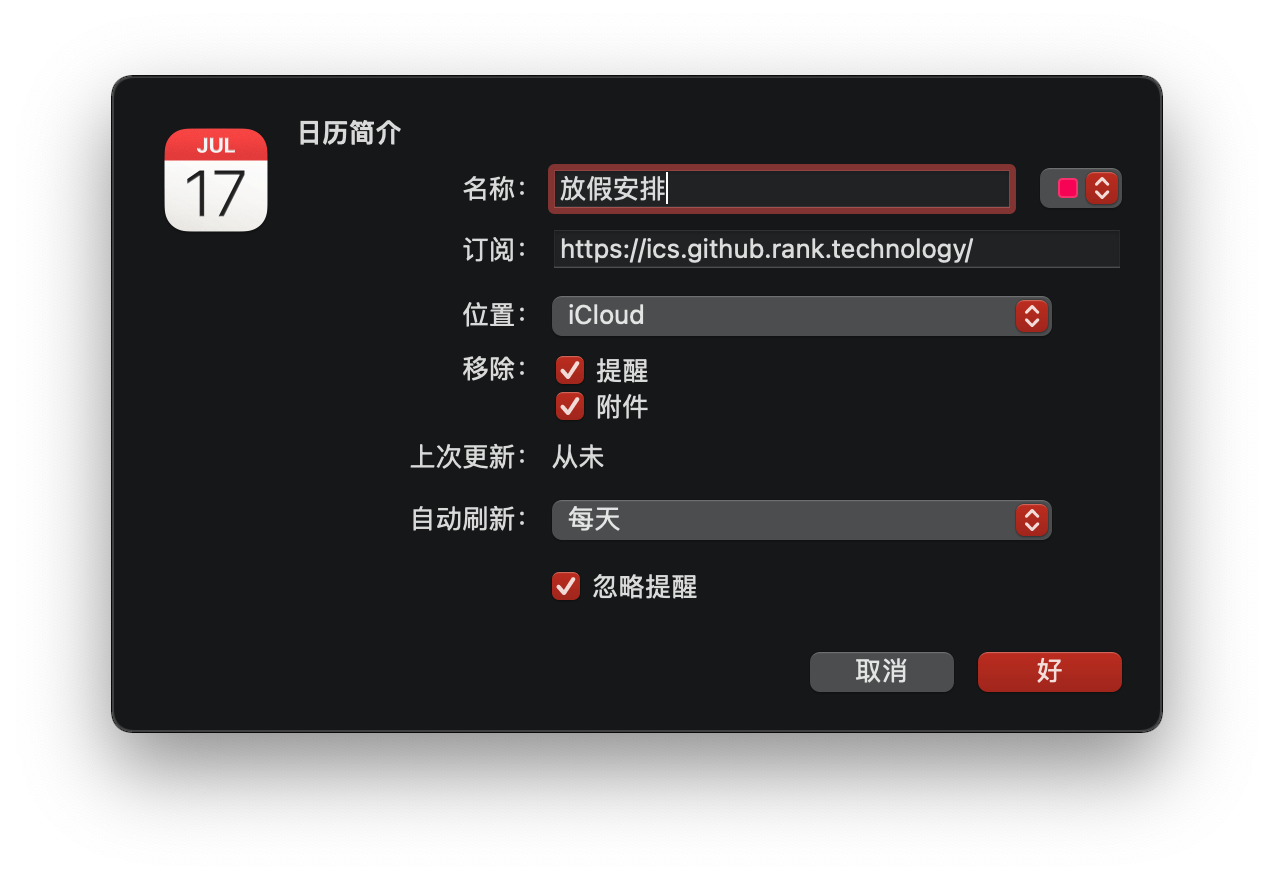 JUL
17
日历简介
名称： 放假安排
订阅： https://ics.github.rank.technology/
位置： iCloud
移除： 提醒
附件
上次更新： 从未
自动刷新： 每天
忽略提醒
取消 好